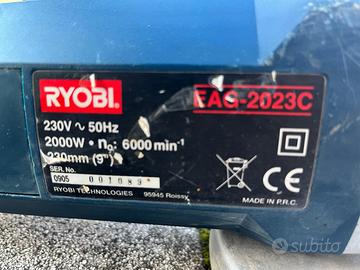 RYOBI
EAG-2023C
230V ~ 50Hz
2000W • n₀: 6000 min⁻¹
230mm (9")
SER. No.
0905 001089*
RYOBI TECHNOLOGIES 95945 Roissy
CE
MADE IN P.R.C.
subito